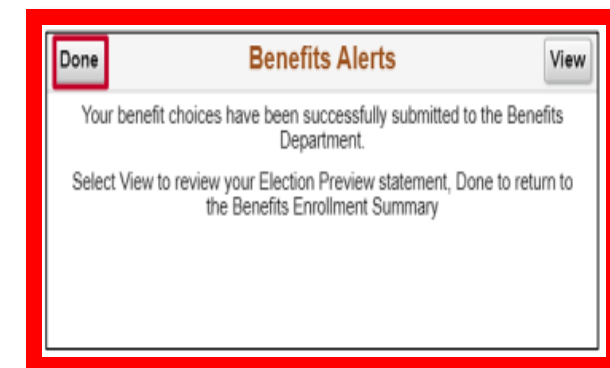 Done Benefits Alerts View
Your benefit choices have been successfully submitted to the Benefits
Department.
Select View to review your Election Preview statement, Done to return to
the Benefits Enrollment Summary